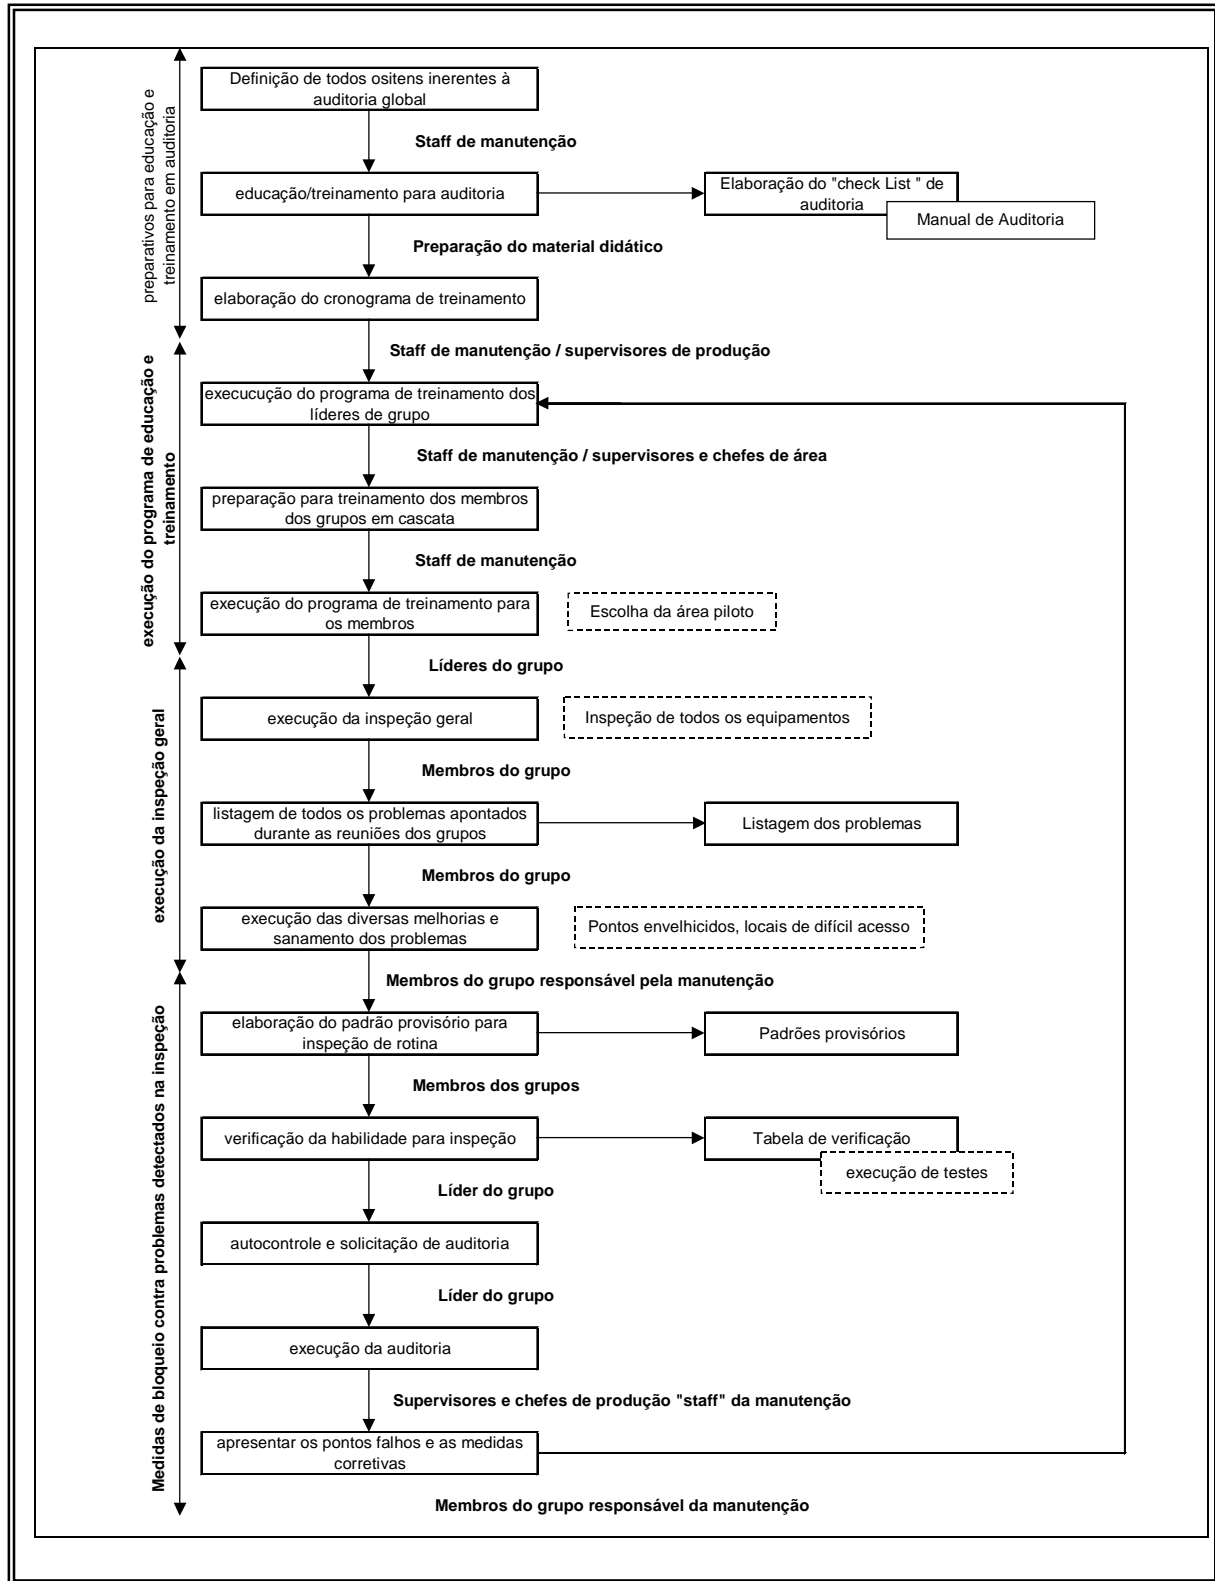 Definição de todos ositens inerentes à
auditoria global
Staff de manutenção
educação/treinamento para auditoria
Elaboração do "check List " de
auditoria
Manual de Auditoria
Preparação do material didático
elaboração do cronograma de treinamento
preparativos para educação e
treinamento em auditoria
Staff de manutenção / supervisores de produção
execucução do programa de treinamento dos
líderes de grupo
Staff de manutenção / supervisores e chefes de área
preparação para treinamento dos membros
dos grupos em cascata
Staff de manutenção
execução do programa de treinamento para
os membros
Escolha da área piloto
execução do programa de educação e
treinamento
Líderes do grupo
execução da inspeção geral
Inspeção de todos os equipamentos
Membros do grupo
listagem de todos os problemas apontados
durante as reuniões dos grupos
Listagem dos problemas
Membros do grupo
execução das diversas melhorias e
sanamento dos problemas
Pontos envelhicidos, locais de difícil acesso
execução da inspeção geral
Membros do grupo responsável pela manutenção
elaboração do padrão provisório para
inspeção de rotina
Padrões provisórios
Membros dos grupos
verificação da habilidade para inspeção
Tabela de verificação
execução de testes
Líder do grupo
autocontrole e solicitação de auditoria
Líder do grupo
execução da auditoria
Supervisores e chefes de produção "staff" da manutenção
apresentar os pontos falhos e as medidas
corretivas
Membros do grupo responsável da manutenção
Medidas de bloqueio contra problemas detectados na inspeção